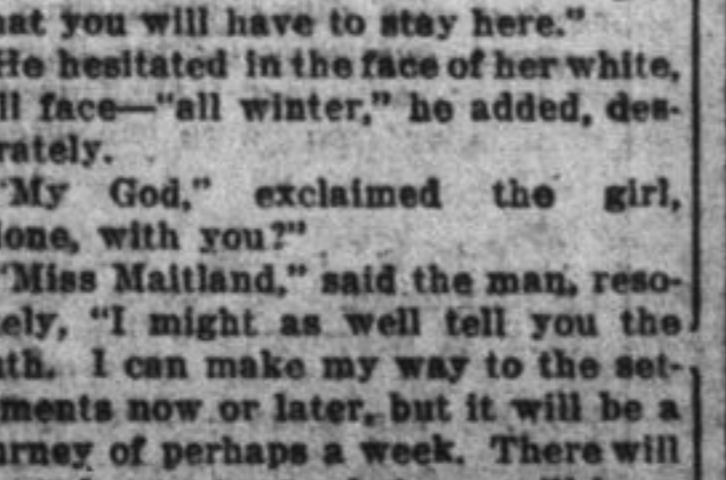 hat you will have to stay here."
He hesitated in the face of her white,
ll face—"all winter," he added, des-
rately.
"My God," exclaimed the girl,
lone, with you?"
"Miss Maitland," said the man, reso-
ely, "I might as well tell you the
uth. I can make my way to the set-
ments now or later, but it will be a
urney of perhaps a week. There will